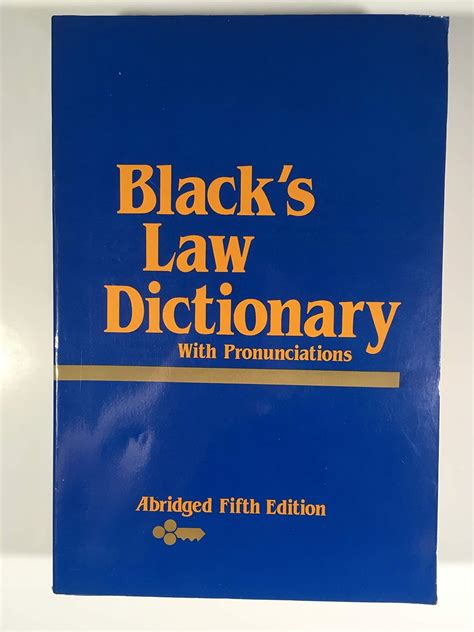 Black's
Law
Dictionary
With Pronunciations
Abridged Fifth Edition